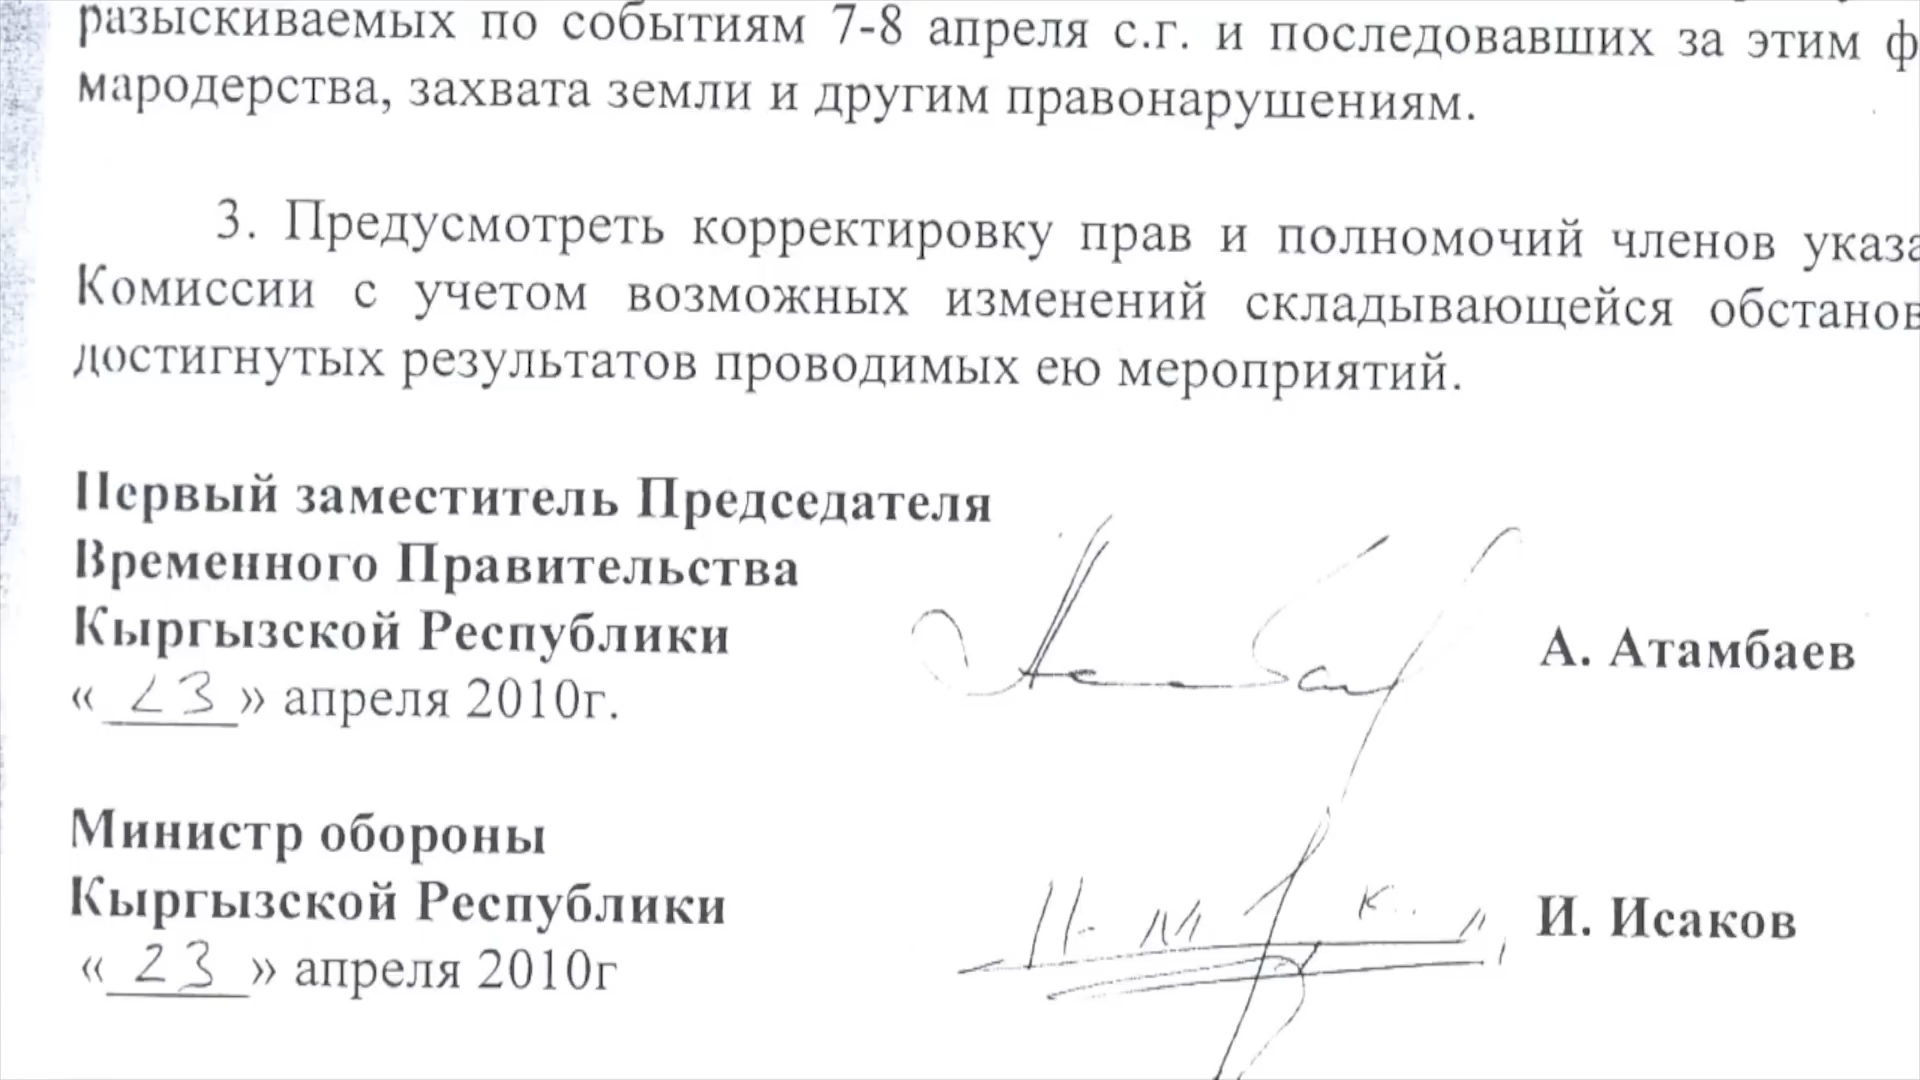 разыскиваемых по событиям 7-8 апреля с.г. и последовавших за этим ф
мародерства, захвата земли и другим правонарушениям.
3. Предусмотреть корректировку прав и полномочий членов указа
Комиссии с учетом возможных изменений складывающейся обстанов
достигнутых результатов проводимых ею мероприятий.
Первый заместитель Председателя
Временного Правительства
Кыргызской Республики
А. Атамбаев
« 23 » апреля 2010г.
Министр обороны
Кыргызской Республики
И. Исаков
« 23 » апреля 2010г